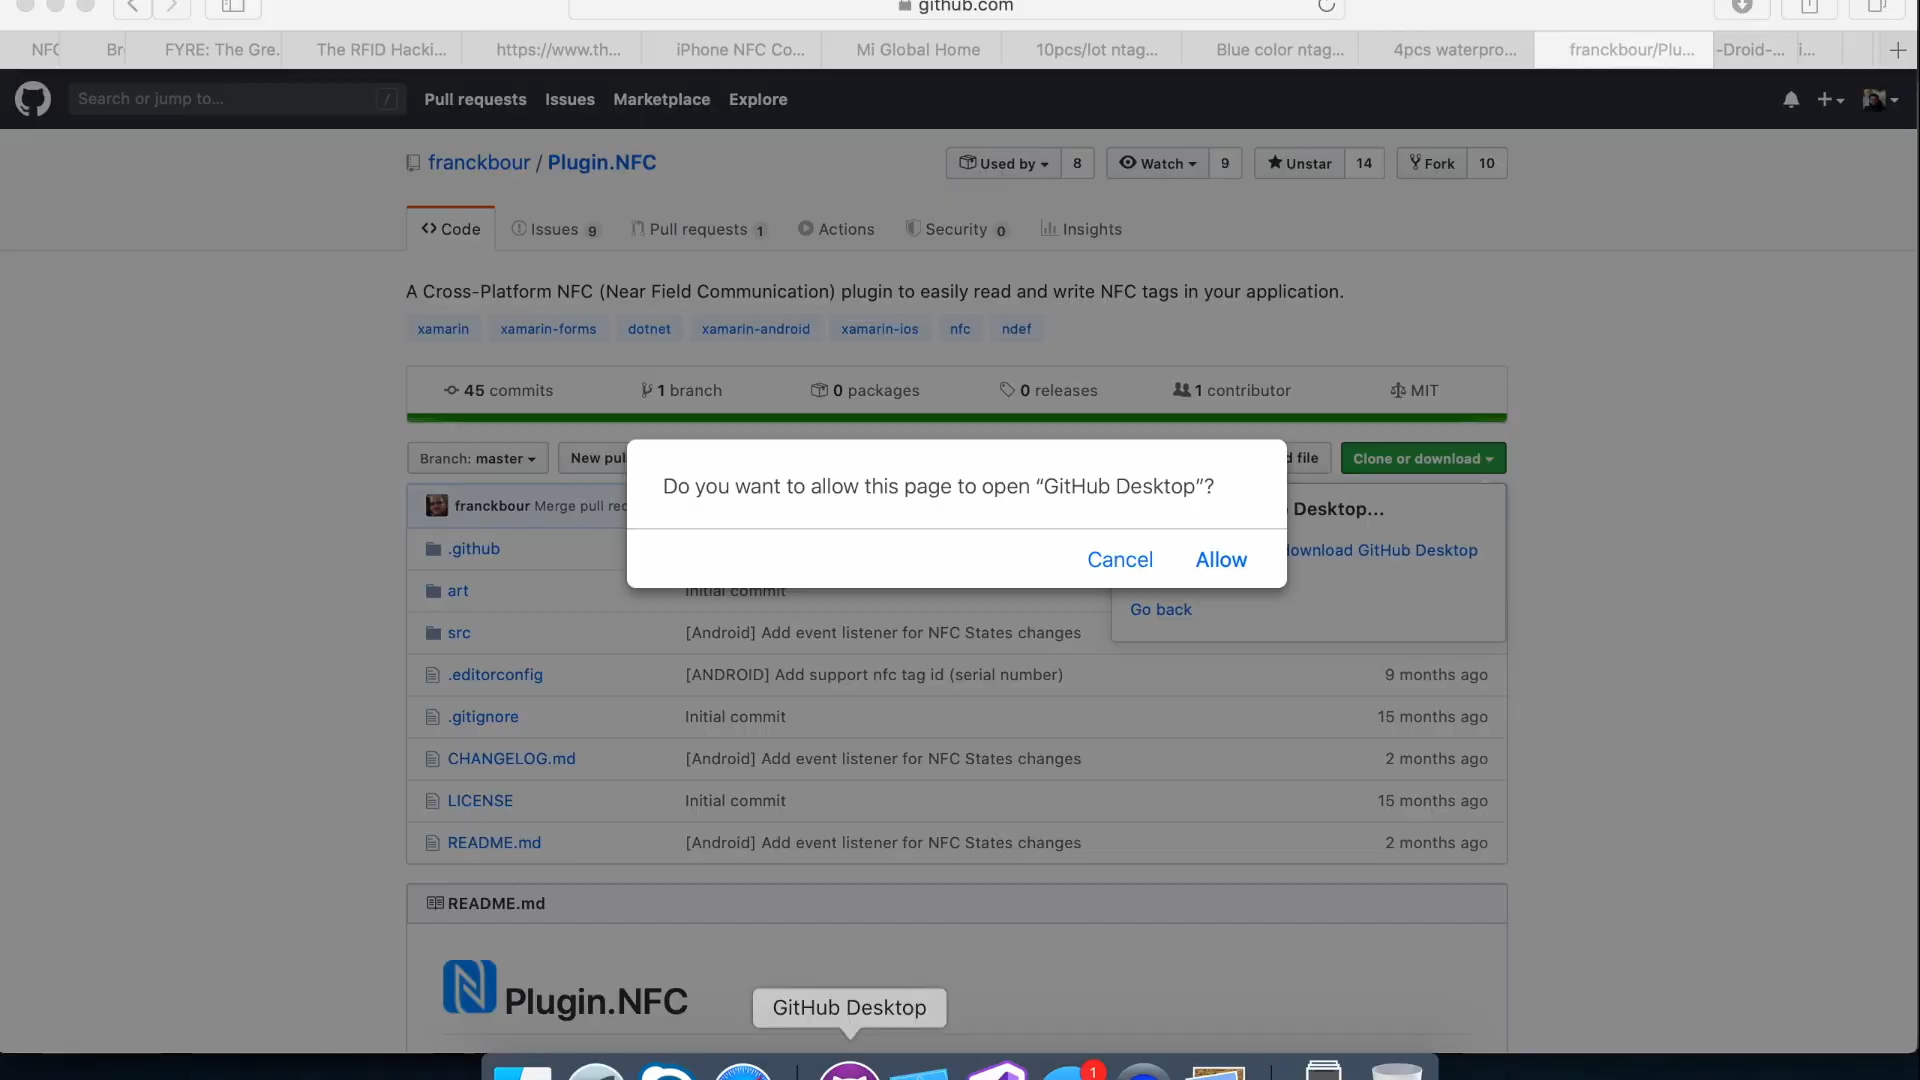 github.com
NFC
Br
FYRE: The Gre.
The RFID Hacki...
https://www.th...
iPhone NFC Co...
Mi Global Home
10pcs/lot ntag...
Blue color ntag...
4pcs waterpro...
franckbour/Plu...
-Droid-...
i...
Search or jump to...
/
Pull requests
Issues
Marketplace
Explore
franckbour / Plugin.NFC
Used by 8
Watch 9
Unstar 14
Fork 10
Code
Issues 9
Pull requests 1
Actions
Security 0
Insights
A Cross-Platform NFC (Near Field Communication) plugin to easily read and write NFC tags in your application.
xamarin
xamarin-forms
dotnet
xamarin-android
xamarin-ios
nfc
ndef
45 commits
1 branch
0 packages
0 releases
1 contributor
MIT
Branch: master
New pul
d file
Clone or download
Do you want to allow this page to open “GitHub Desktop”?
Cancel
Allow
Desktop...
download GitHub Desktop
Go back
franckbour Merge pull rec
.github
art
Initial commit
src
[Android] Add event listener for NFC States changes
.editorconfig
[ANDROID] Add support nfc tag id (serial number)
9 months ago
.gitignore
Initial commit
15 months ago
CHANGELOG.md
[Android] Add event listener for NFC States changes
2 months ago
LICENSE
Initial commit
15 months ago
README.md
[Android] Add event listener for NFC States changes
2 months ago
README.md
Plugin.NFC
GitHub Desktop
1